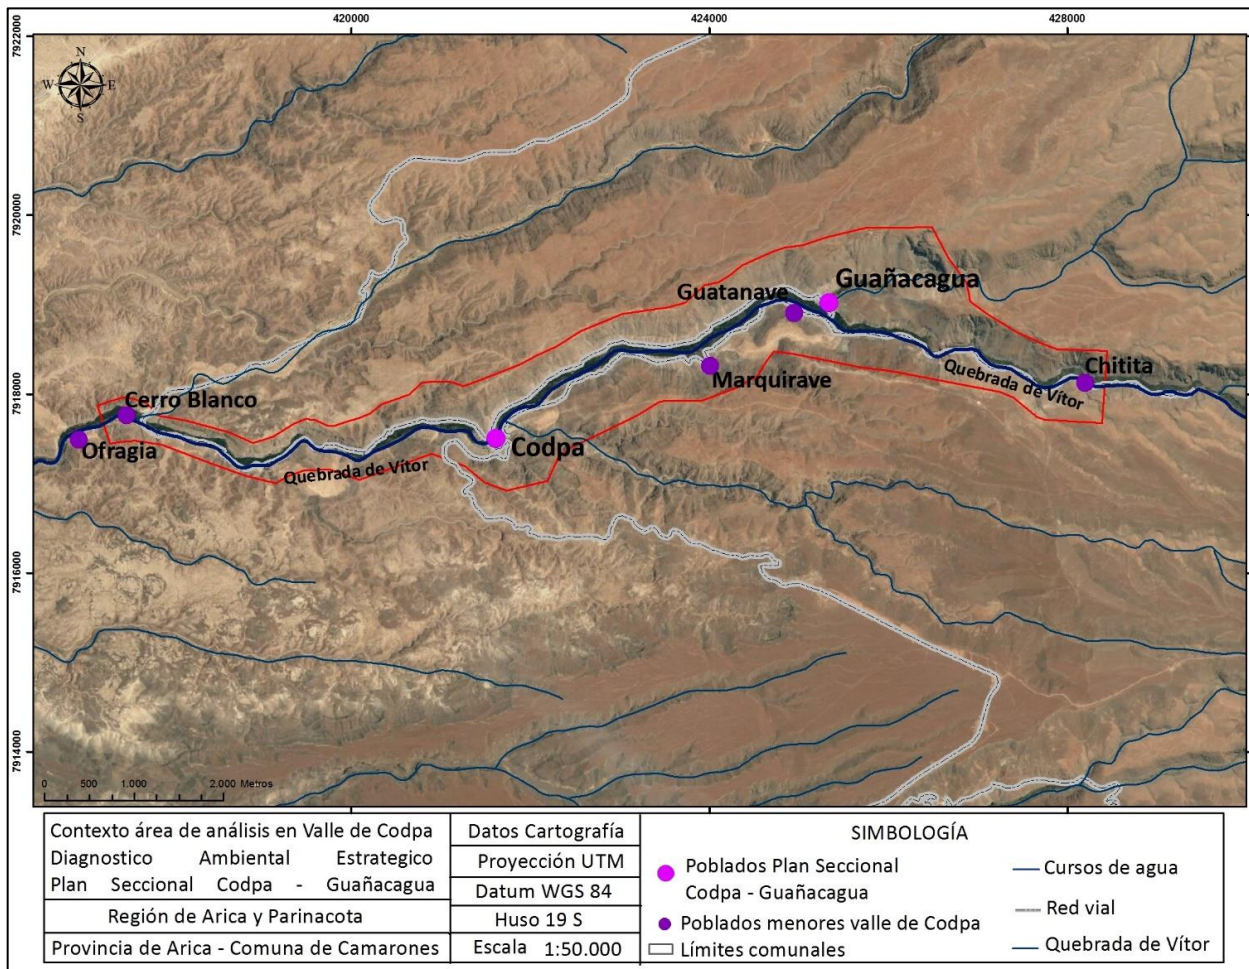 420000
424000
428000
7922000
7920000
7918000
7916000
7914000
N
W E
S
Guañacagua
Guatanave
Marquirave
Chitita
Quebrada de Vítor
Cerro Blanco
Ofragia
Codpa
Quebrada de Vítor
0 500 1.000 2.000 Metros
Contexto área de análisis en Valle de Codpa
Diagnostico Ambiental Estrategico
Plan Seccional Codpa - Guañacagua
Región de Arica y Parinacota
Provincia de Arica - Comuna de Camarones
Datos Cartografía
Proyección UTM
Datum WGS 84
Huso 19 S
Escala 1:50.000
SIMBOLOGÍA
Poblados Plan Seccional
Codpa - Guañacagua
Poblados menores valle de Codpa
Límites comunales
Cursos de agua
Red vial
Quebrada de Vítor